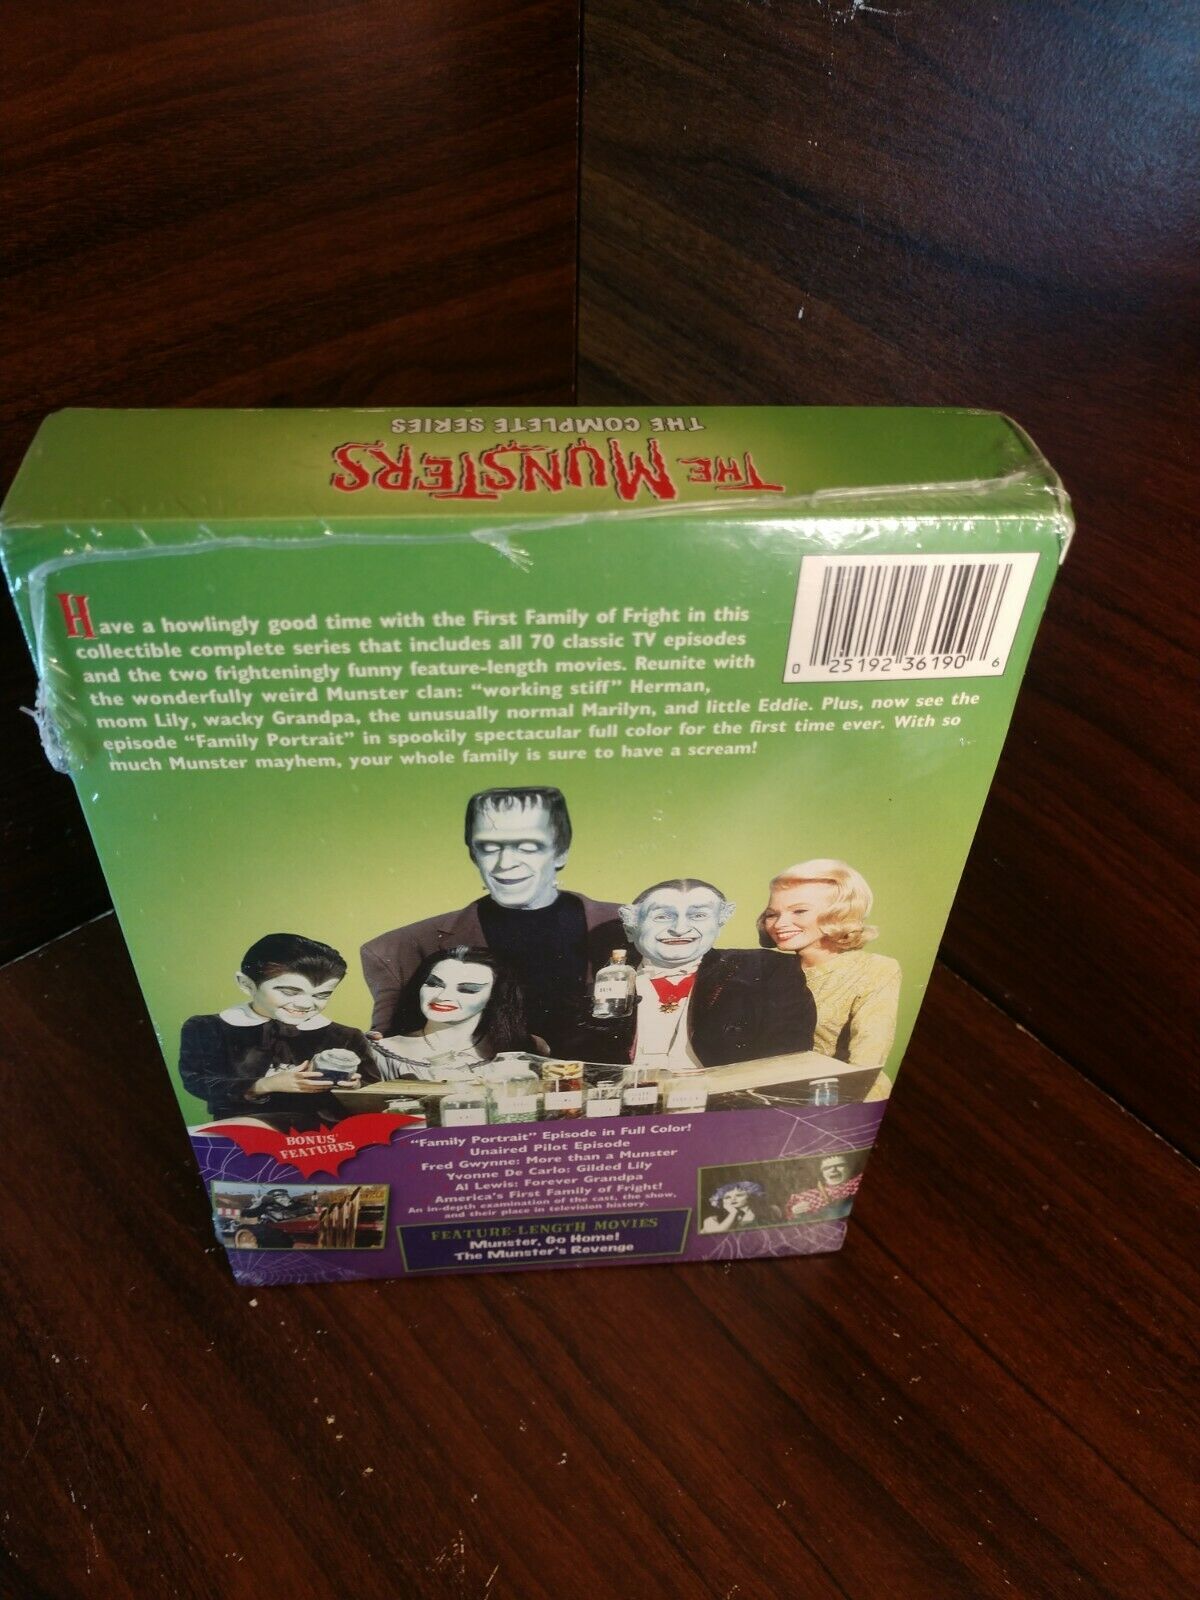 THE MUNSTERS
THE COMPLETE SERIES
Have a howlingly good time with the First Family of Fright in this
collectible complete series that includes all 70 classic TV episodes
and the two frighteningly funny feature-length movies. Reunite with
the wonderfully weird Munster clan: “working stiff” Herman,
mom Lily, wacky Grandpa, the unusually normal Marilyn, and little Eddie. Plus, now see the
episode “Family Portrait” in spookily spectacular full color for the first time ever. With so
much Munster mayhem, your whole family is sure to have a scream!
0 25192 36190 6
BONUS
FEATURES
“Family Portrait” Episode in Full Color!
Unaired Pilot Episode
Fred Gwynne: More than a Munster
Yvonne De Carlo: Gilded Lily
Al Lewis: Forever Grandpa
America's First Family of Fright!
An in-depth examination of the cast, the show,
and their place in television history.
FEATURE-LENGTH MOVIES
Munster, Go Home!
The Munster's Revenge